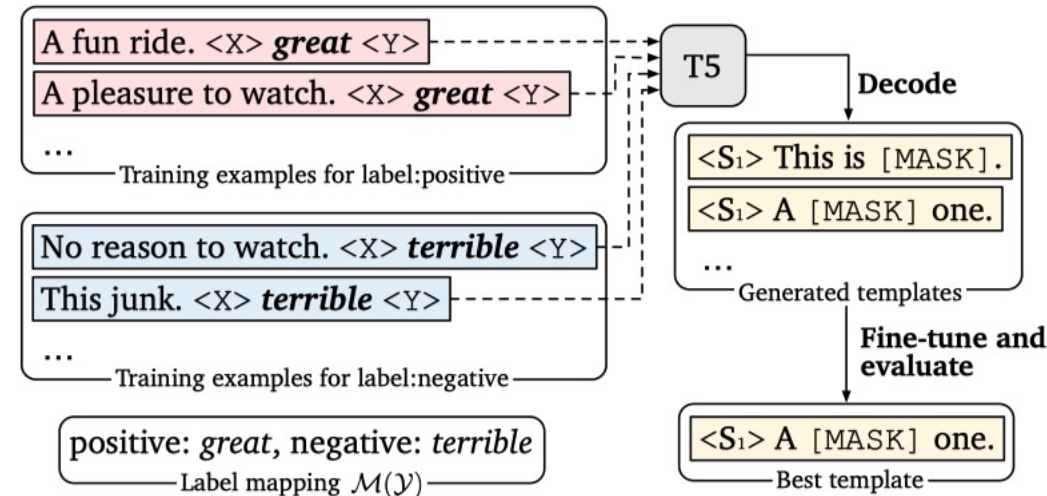 A fun ride. <X> great <Y>
A pleasure to watch. <X> great <Y>
...
Training examples for label:positive
No reason to watch. <X> terrible <Y>
This junk. <X> terrible <Y>
...
Training examples for label:negative
positive: great, negative: terrible
Label mapping M(Y)
T5
Decode
<S₁> This is [MASK].
<S₁> A [MASK] one.
...
Generated templates
Fine-tune and
evaluate
<S₁> A [MASK] one.
Best template